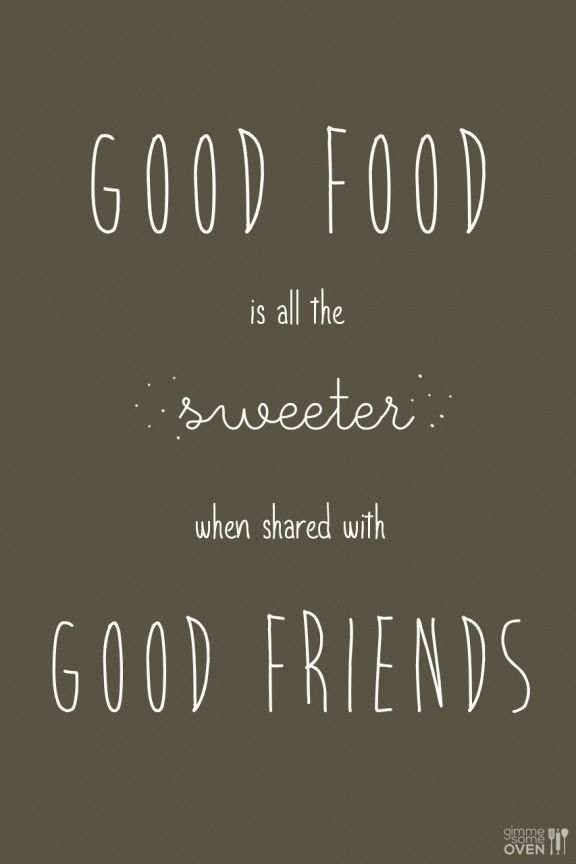 GOOD FOOD
is all the
sweeter
when shared with
GOOD FRIENDS
gimme
some
OVEN